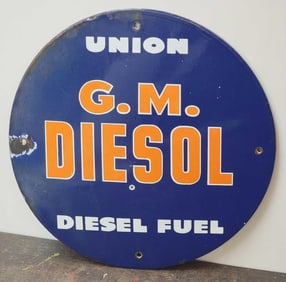 UNION
G.M.
DIESOL
DIESEL FUEL